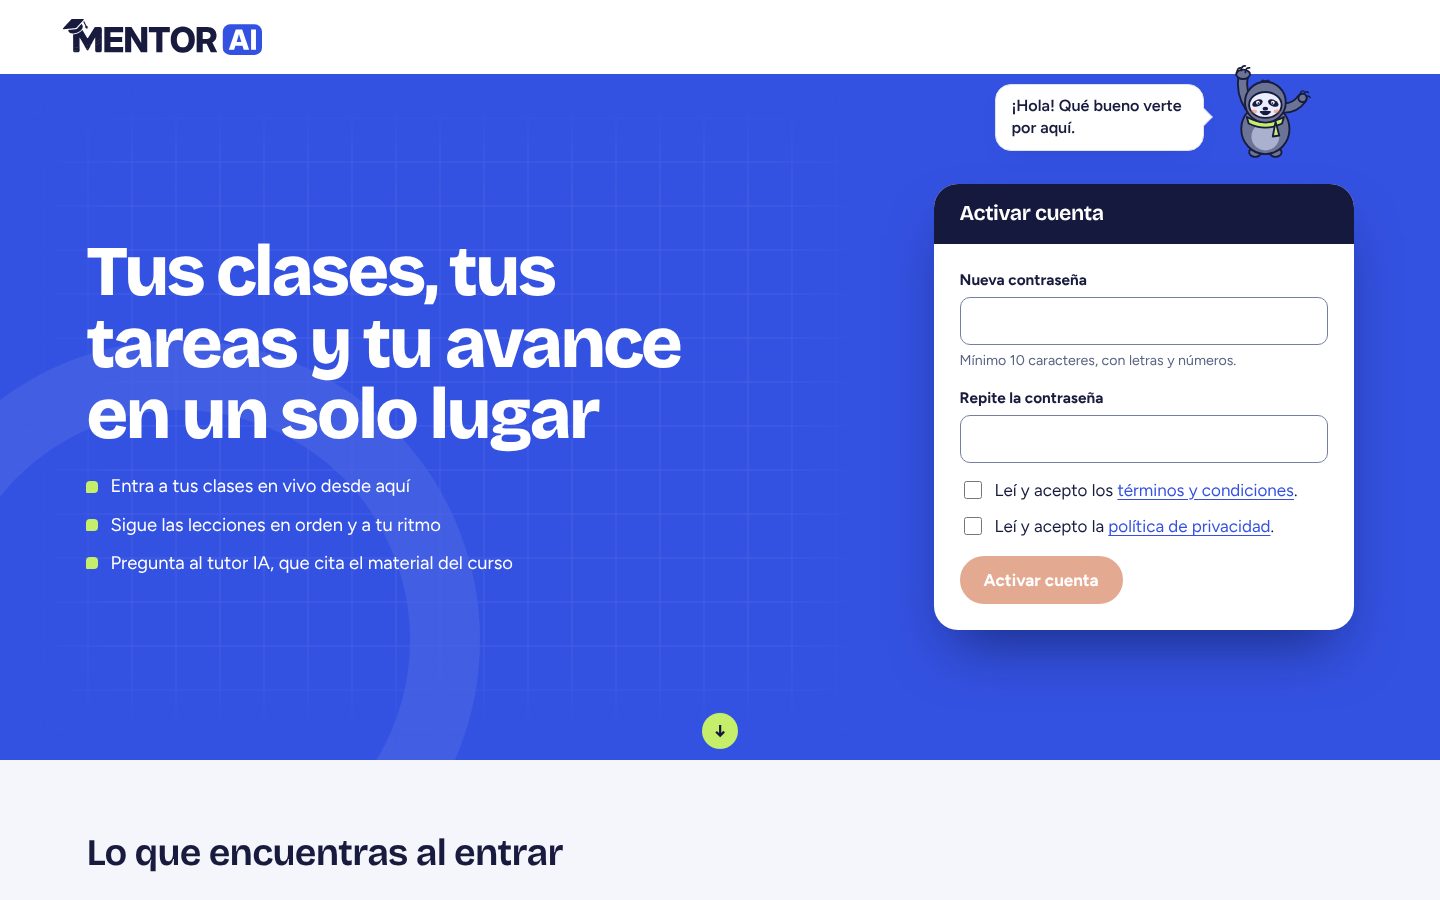 MENTOR AI
¡Hola! Qué bueno verte
por aquí.
Tus clases, tus
tareas y tu avance
en un solo lugar
Entra a tus clases en vivo desde aquí
Sigue las lecciones en orden y a tu ritmo
Pregunta al tutor IA, que cita el material del curso
Activar cuenta
Nueva contraseña
Mínimo 10 caracteres, con letras y números.
Repite la contraseña
Leí y acepto los términos y condiciones.
Leí y acepto la política de privacidad.
Activar cuenta
Lo que encuentras al entrar